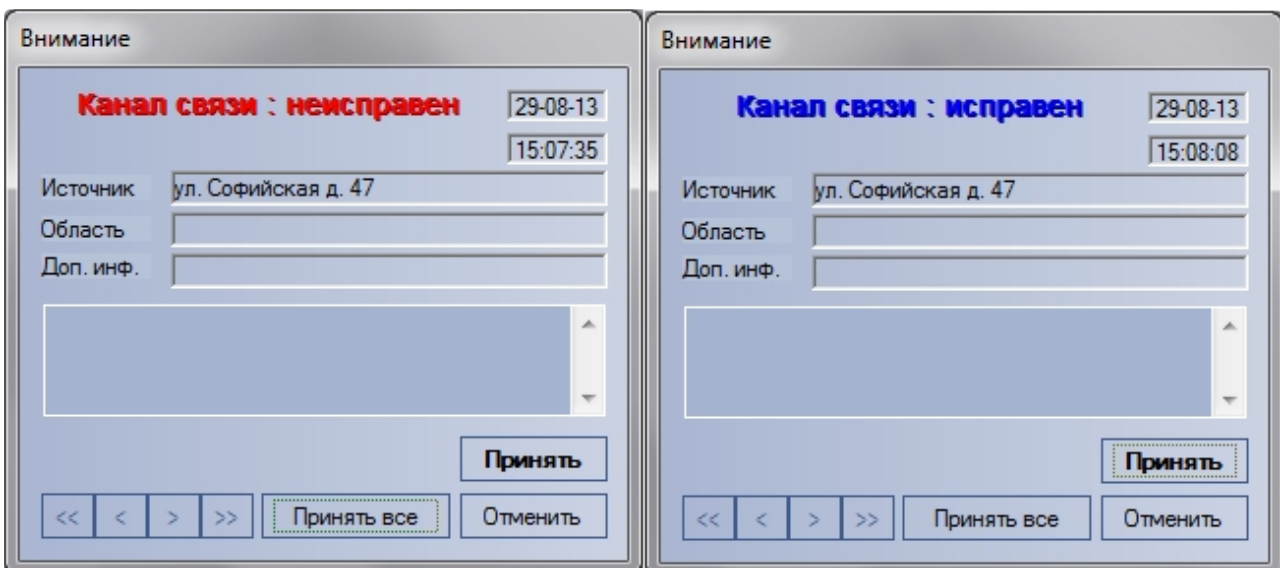 Внимание
Канал связи : неисправен
29-08-13
15:07:35
Источник
ул. Софийская д. 47
Область
Доп. инф.
Принять
<<
<
>
>>
Принять все
Отменить
Внимание
Канал связи : исправен
29-08-13
15:08:08
Источник
ул. Софийская д. 47
Область
Доп. инф.
Принять
<<
<
>
>>
Принять все
Отменить